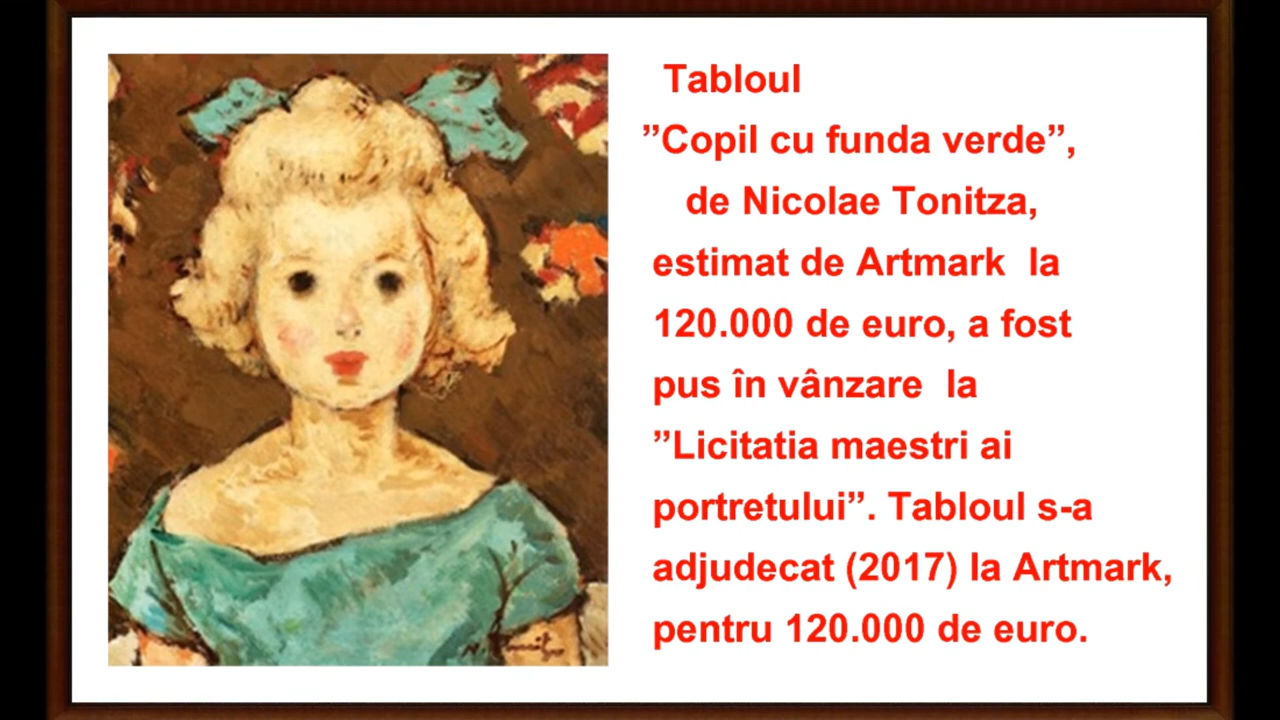 Tabloul
”Copil cu funda verde”,
de Nicolae Tonitza,
estimat de Artmark la
120.000 de euro, a fost
pus în vânzare la
”Licitatia maestri ai
portretului”. Tabloul s-a
adjudecat (2017) la Artmark,
pentru 120.000 de euro.